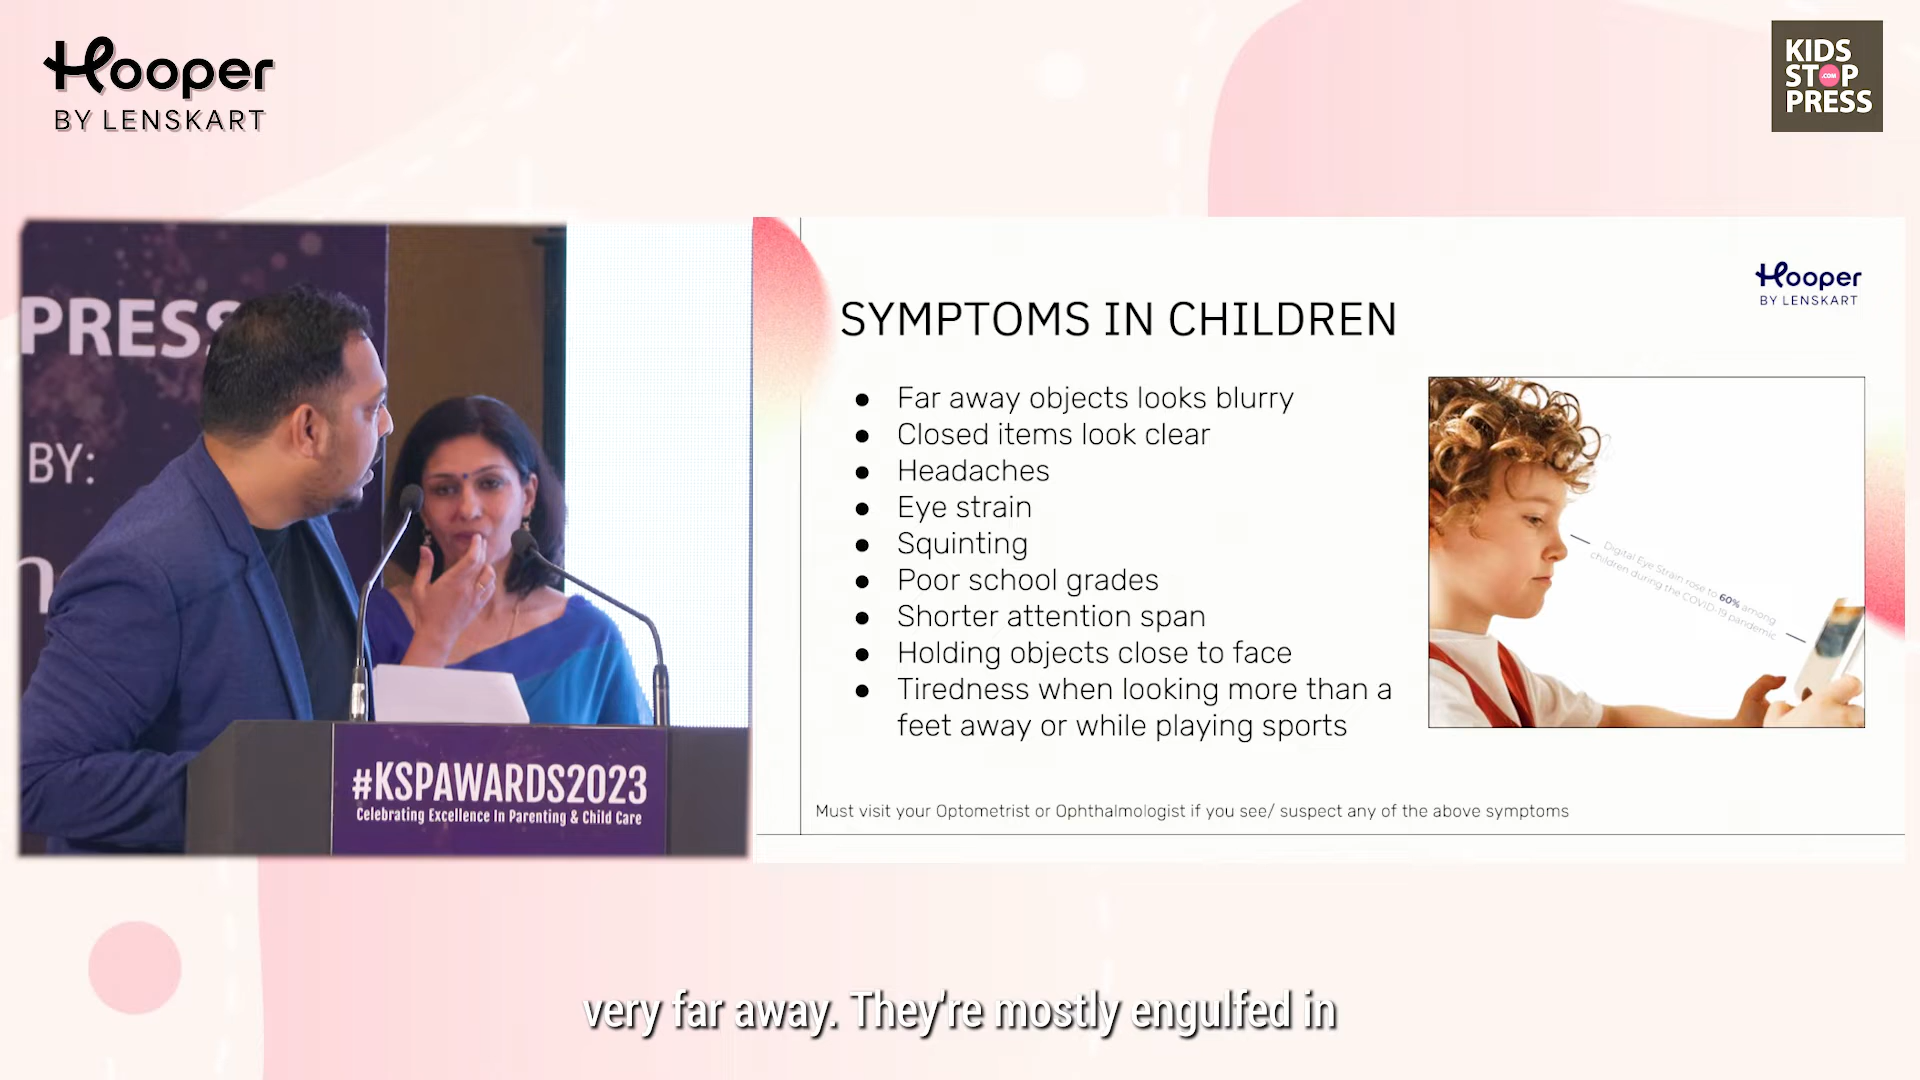 Hooper
BY LENSKART
KIDS
STOP
.COM
PRESS
PRESS
BY:
#KSPAWARDS2023
Celebrating Excellence In Parenting & Child Care
Hooper
BY LENSKART
SYMPTOMS IN CHILDREN
● Far away objects looks blurry
● Closed items look clear
● Headaches
● Eye strain
● Squinting
● Poor school grades
● Shorter attention span
● Holding objects close to face
● Tiredness when looking more than a
feet away or while playing sports
Digital Eye Strain rose to 60% among
children during the COVID-19 pandemic
Must visit your Optometrist or Ophthalmologist if you see/ suspect any of the above symptoms
very far away. They're mostly engulfed in